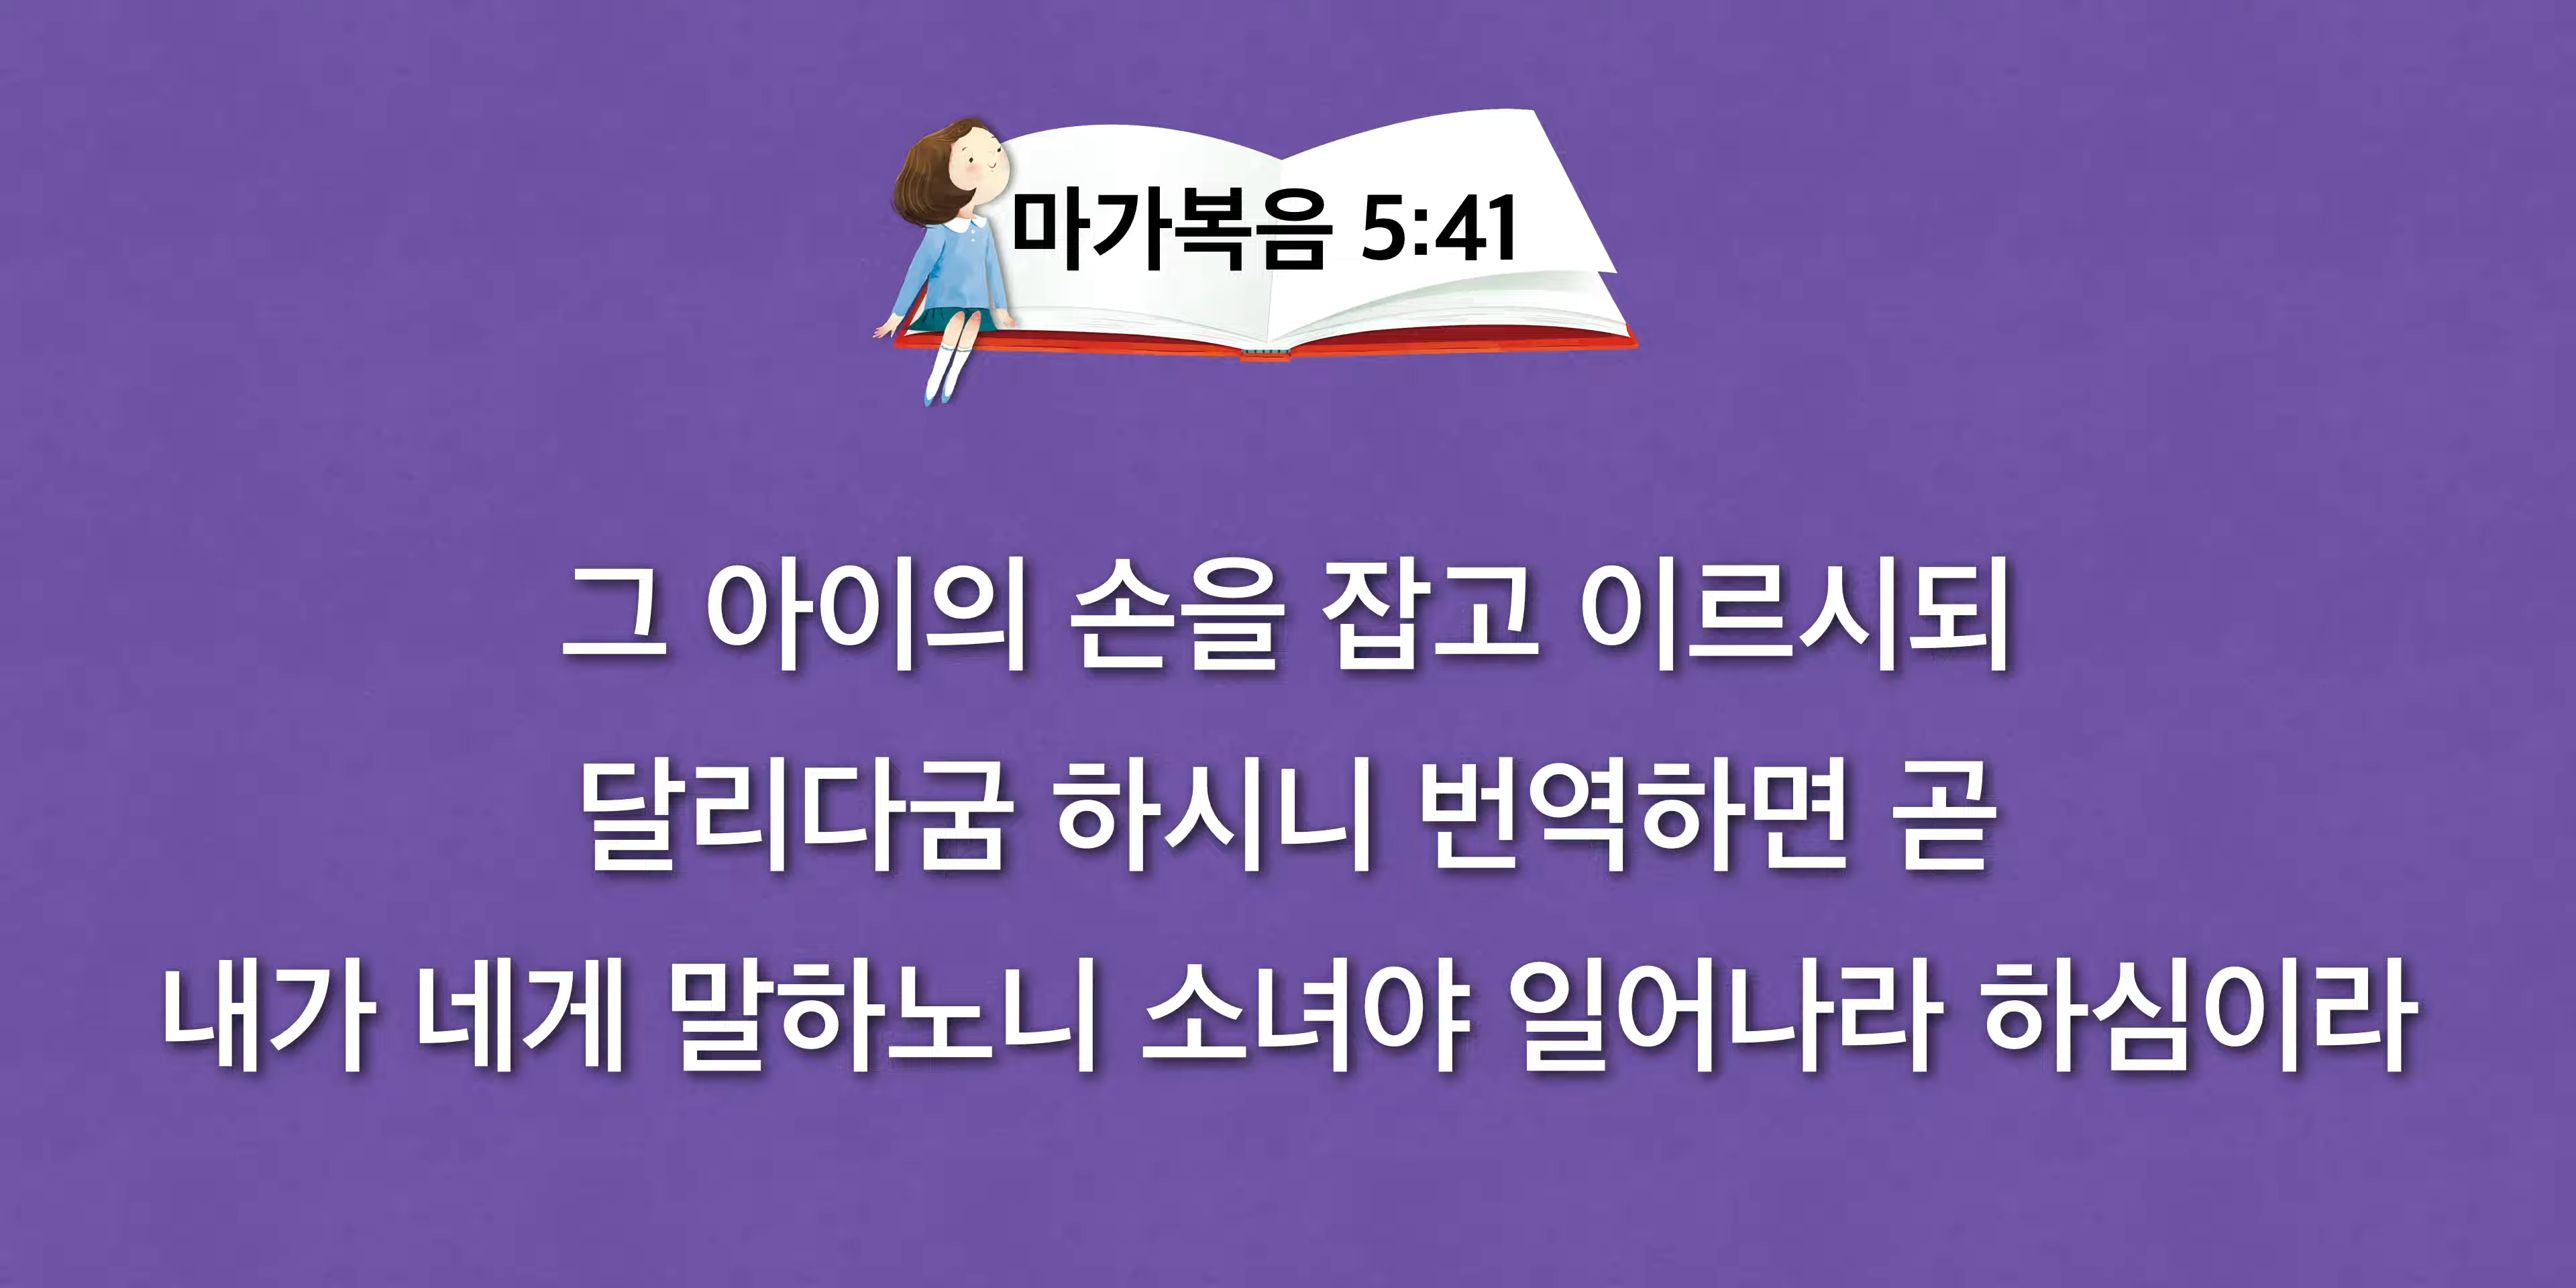 마가복음 5:41
그 아이의 손을 잡고 이르시되
달리다굼 하시니 번역하면 곧
내가 네게 말하노니 소녀야 일어나라 하심이라